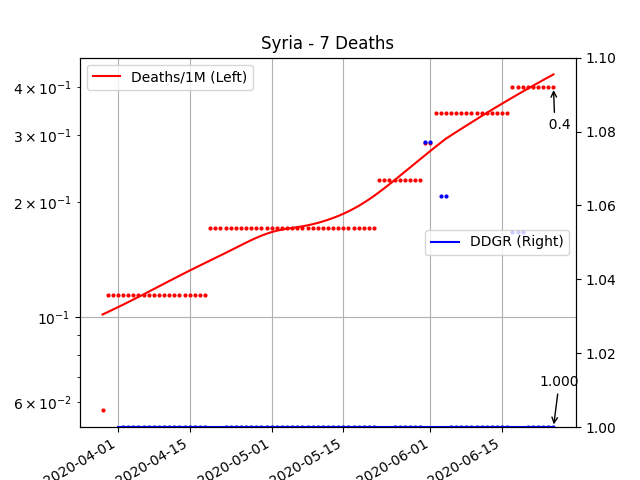 Syria - 7 Deaths
Deaths/1M (Left)
DDGR (Right)
4 × 10⁻¹
3 × 10⁻¹
2 × 10⁻¹
10⁻¹
6 × 10⁻²
1.10
1.08
1.06
1.04
1.02
1.00
0.4
1.000
2020-04-01
2020-04-15
2020-05-01
2020-05-15
2020-06-01
2020-06-15